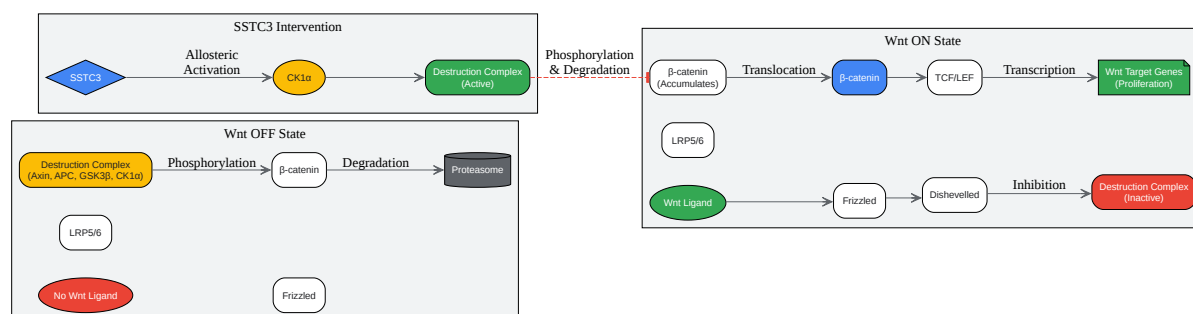 SSTC3 Intervention
SSTC3
Allosteric
Activation
CK1α
Destruction Complex
(Active)
Phosphorylation
& Degradation
Wnt ON State
β-catenin
(Accumulates)
Translocation
β-catenin
TCF/LEF
Transcription
Wnt Target Genes
(Proliferation)
LRP5/6
Wnt Ligand
Frizzled
Dishevelled
Inhibition
Destruction Complex
(Inactive)
Wnt OFF State
Destruction Complex
(Axin, APC, GSK3β, CK1α)
Phosphorylation
β-catenin
Degradation
Proteasome
LRP5/6
No Wnt Ligand
Frizzled